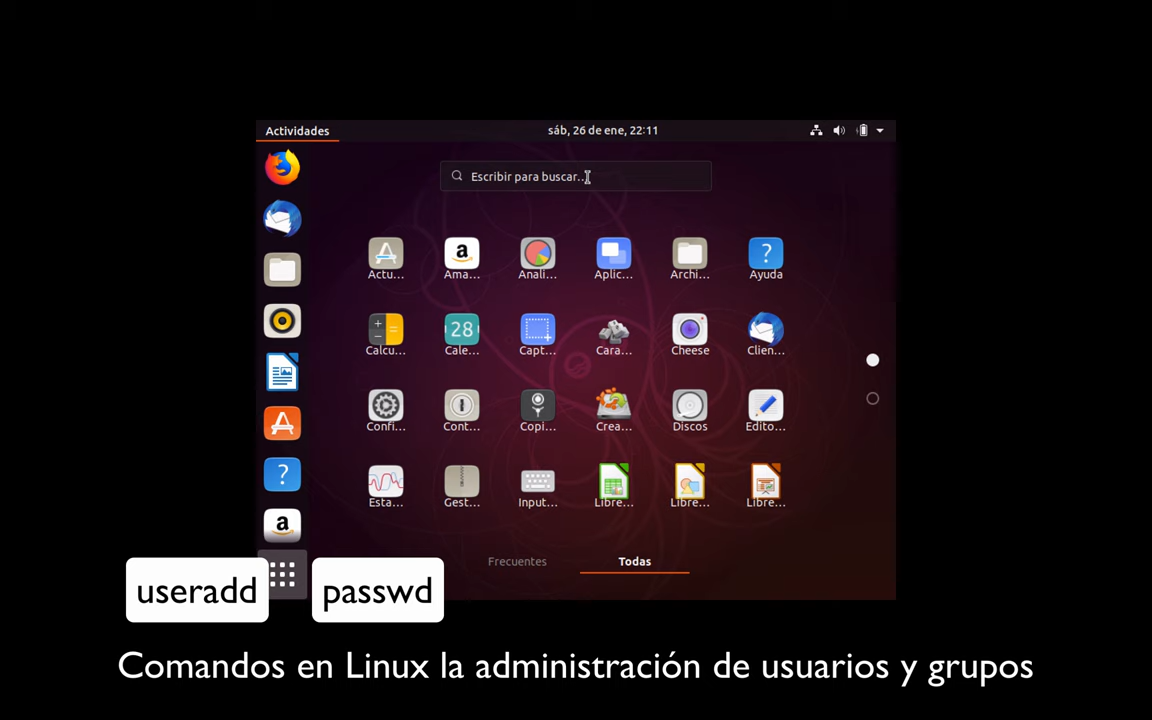 Actividades
sáb, 26 de ene, 22:11
Escribir para buscar...
Actu...
Ama...
Anali...
Aplic...
Archi...
Ayuda
Calcu...
28
Cale...
Capt...
Cara...
Cheese
Clien...
Confi...
Cont...
Copi...
Crea...
Discos
Edito...
Esta...
Gest...
Input...
Libre...
Libre...
Libre...
Frecuentes
Todas
useradd
passwd
Comandos en Linux la administración de usuarios y grupos